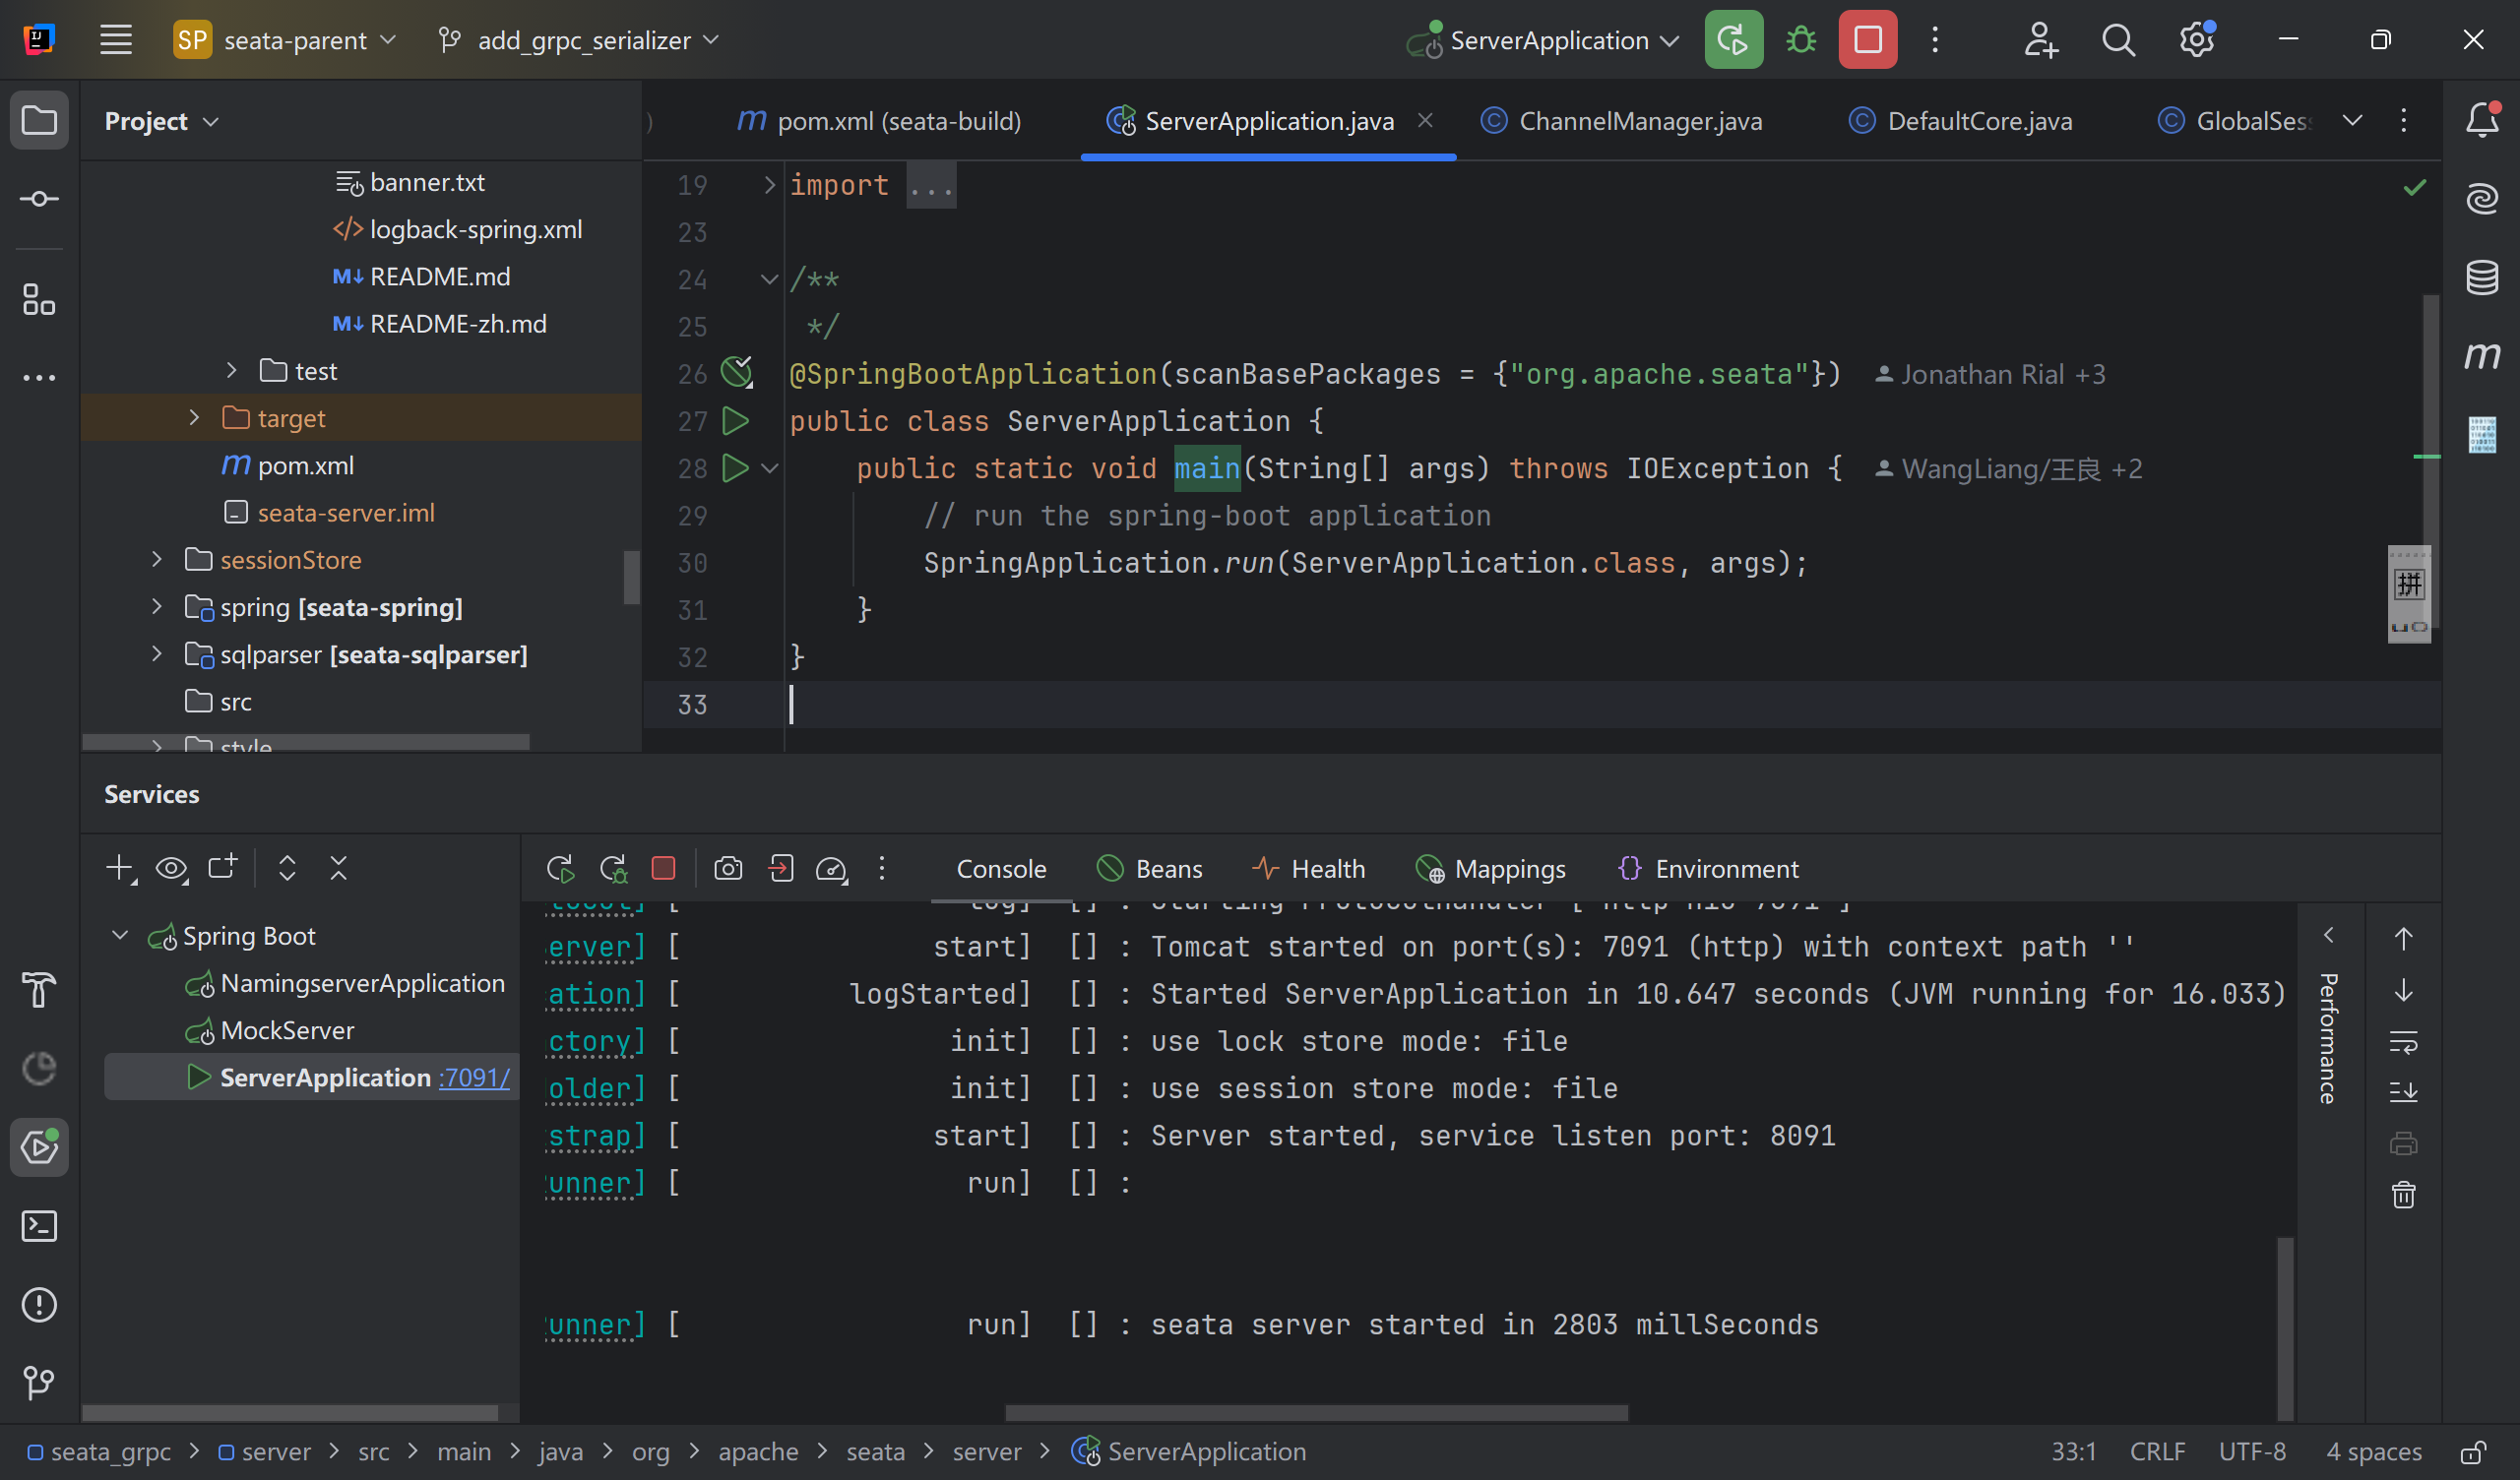 SP seata-parent add_grpc_serializer ServerApplication
Project
pom.xml (seata-build) ServerApplication.java ChannelManager.java DefaultCore.java GlobalSes
banner.txt
logback-spring.xml
README.md
README-zh.md
test
target
pom.xml
seata-server.iml
sessionStore
spring [seata-spring]
sqlparser [seata-sqlparser]
src
style
19 import ...
23
24 /**
25 */
26 @SpringBootApplication(scanBasePackages = {"org.apache.seata"}) Jonathan Rial +3
27 public class ServerApplication {
28 public static void main(String[] args) throws IOException { WangLiang/王良 +2
29 // run the spring-boot application
30 SpringApplication.run(ServerApplication.class, args);
31 }
32 }
33
拼
Services
Console Beans Health Mappings Environment
Spring Boot
NamingserverApplication
MockServer
ServerApplication :7091/
erver] [ start] [] : Tomcat started on port(s): 7091 (http) with context path ''
ation] [ logStarted] [] : Started ServerApplication in 10.647 seconds (JVM running for 16.033)
ctory] [ init] [] : use lock store mode: file
older] [ init] [] : use session store mode: file
strap] [ start] [] : Server started, service listen port: 8091
unner] [ run] [] :
unner] [ run] [] : seata server started in 2803 millSeconds
Performance
seata_grpc > server > src > main > java > org > apache > seata > server > ServerApplication
33:1 CRLF UTF-8 4 spaces